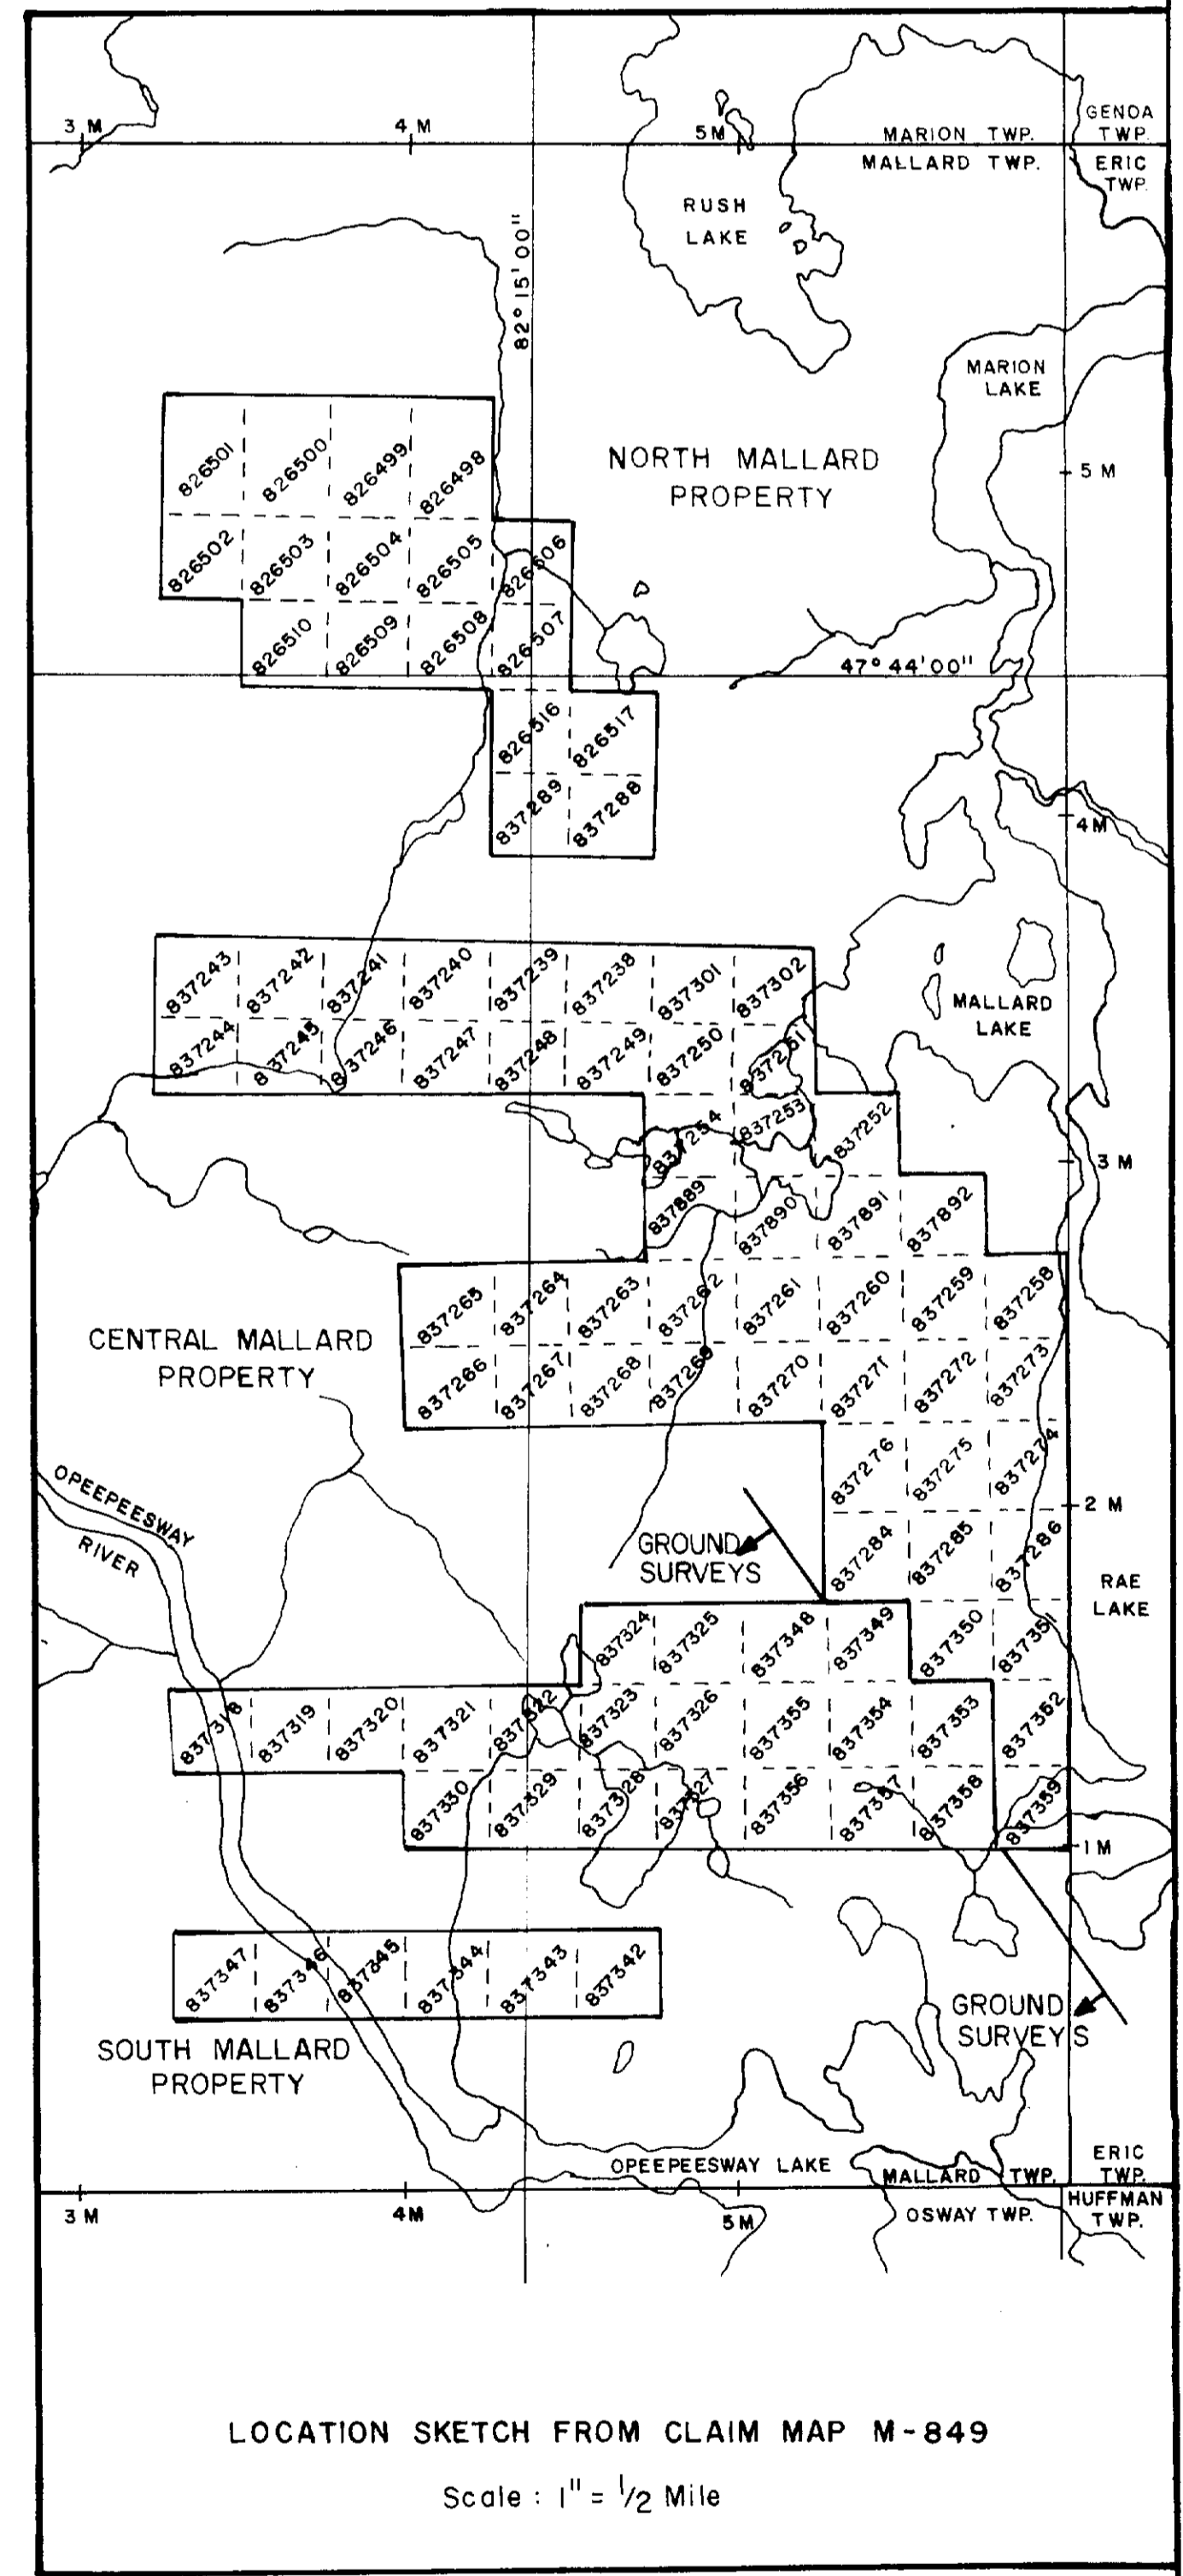 3 M
4 M
5 M
MARION TWP.
GENOA
TWP.
MALLARD TWP.
ERIC
TWP.
RUSH
LAKE
82° 15' 00"
MARION
LAKE
NORTH MALLARD
PROPERTY
5 M
826501
826500
826499
826498
826502
826503
826504
826505
826506
826510
826509
826508
826507
47° 44' 00"
826516
826517
837289
837288
4 M
837243
837242
837241
837240
837239
837238
837301
837302
837244
837245
837246
837247
837248
837249
837250
837251
MALLARD
LAKE
837254
837253
837252
3 M
837889
837890
837891
837892
837265
837264
837263
837262
837261
837260
837259
837258
CENTRAL MALLARD
PROPERTY
837266
837267
837268
837269
837270
837271
837272
837273
837276
837275
837274
2 M
OPEEPEESWAY
RIVER
GROUND
SURVEYS
837284
837285
837286
RAE
LAKE
837324
837325
837348
837349
837350
837351
837318
837319
837320
837321
837322
837323
837326
837355
837354
837353
837352
837330
837329
837328
837327
837356
837357
837358
837359
1 M
837347
837346
837345
837344
837343
837342
GROUND
SURVEYS
SOUTH MALLARD
PROPERTY
OPEEPEESWAY LAKE
MALLARD TWP.
ERIC
TWP.
3 M
4 M
5 M
OSWAY TWP.
HUFFMAN
TWP.
LOCATION SKETCH FROM CLAIM MAP M-849
Scale : 1" = 1/2 Mile